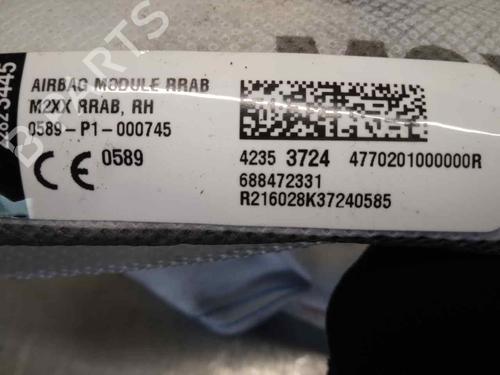 AIRBAG MODULE RRAB
M2XX RRAB, RH
0589-P1-000745
CE 0589
4235 3724 4770201000000R
688472331
R216028K37240585